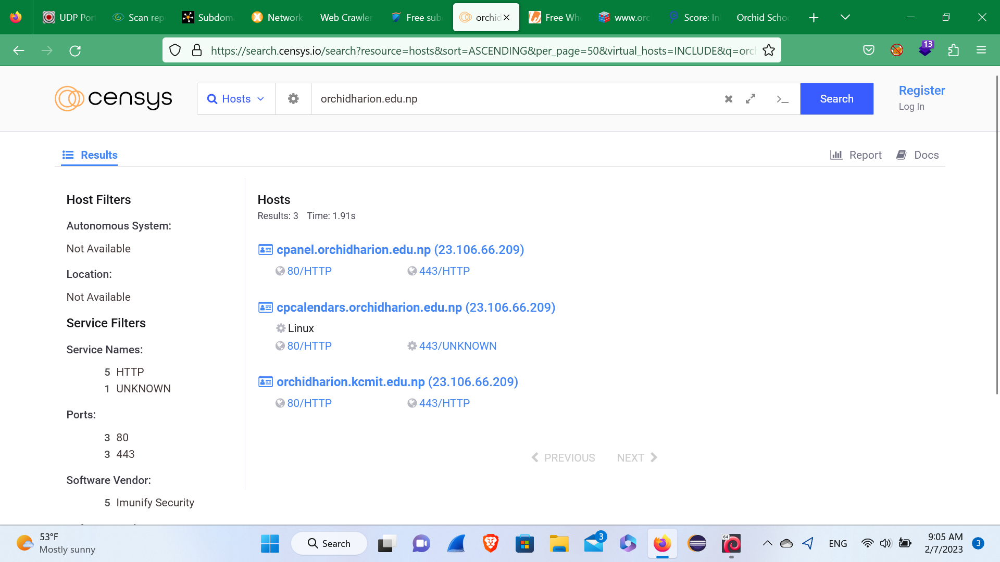 UDP Por
Scan rep
Subdoma
Network
Web Crawler
Free sub
orchid
Free Wh
www.orc
Score: In
Orchid Schoo
https://search.censys.io/search?resource=hosts&sort=ASCENDING&per_page=50&virtual_hosts=INCLUDE&q=orc
13
censys
Hosts
orchidharion.edu.np
Search
Register
Log In
Results
Report
Docs
Host Filters
Autonomous System:
Not Available
Location:
Not Available
Service Filters
Service Names:
5 HTTP
1 UNKNOWN
Ports:
3 80
3 443
Software Vendor:
5 Imunify Security
Hosts
Results: 3 Time: 1.91s
cpanel.orchidharion.edu.np (23.106.66.209)
80/HTTP 443/HTTP
cpcalendars.orchidharion.edu.np (23.106.66.209)
Linux
80/HTTP 443/UNKNOWN
orchidharion.kcmit.edu.np (23.106.66.209)
80/HTTP 443/HTTP
PREVIOUS NEXT
53°F
Mostly sunny
Search
3
64
ENG
9:05 AM
2/7/2023
3